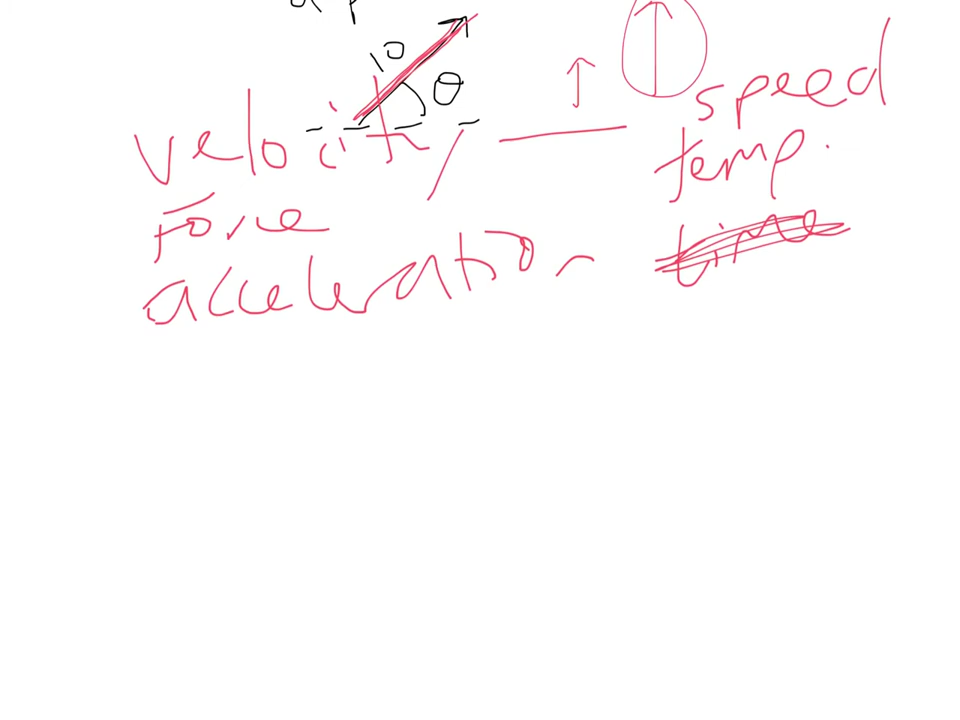 10
θ
velocity speed
temp.
Force
acceleration time